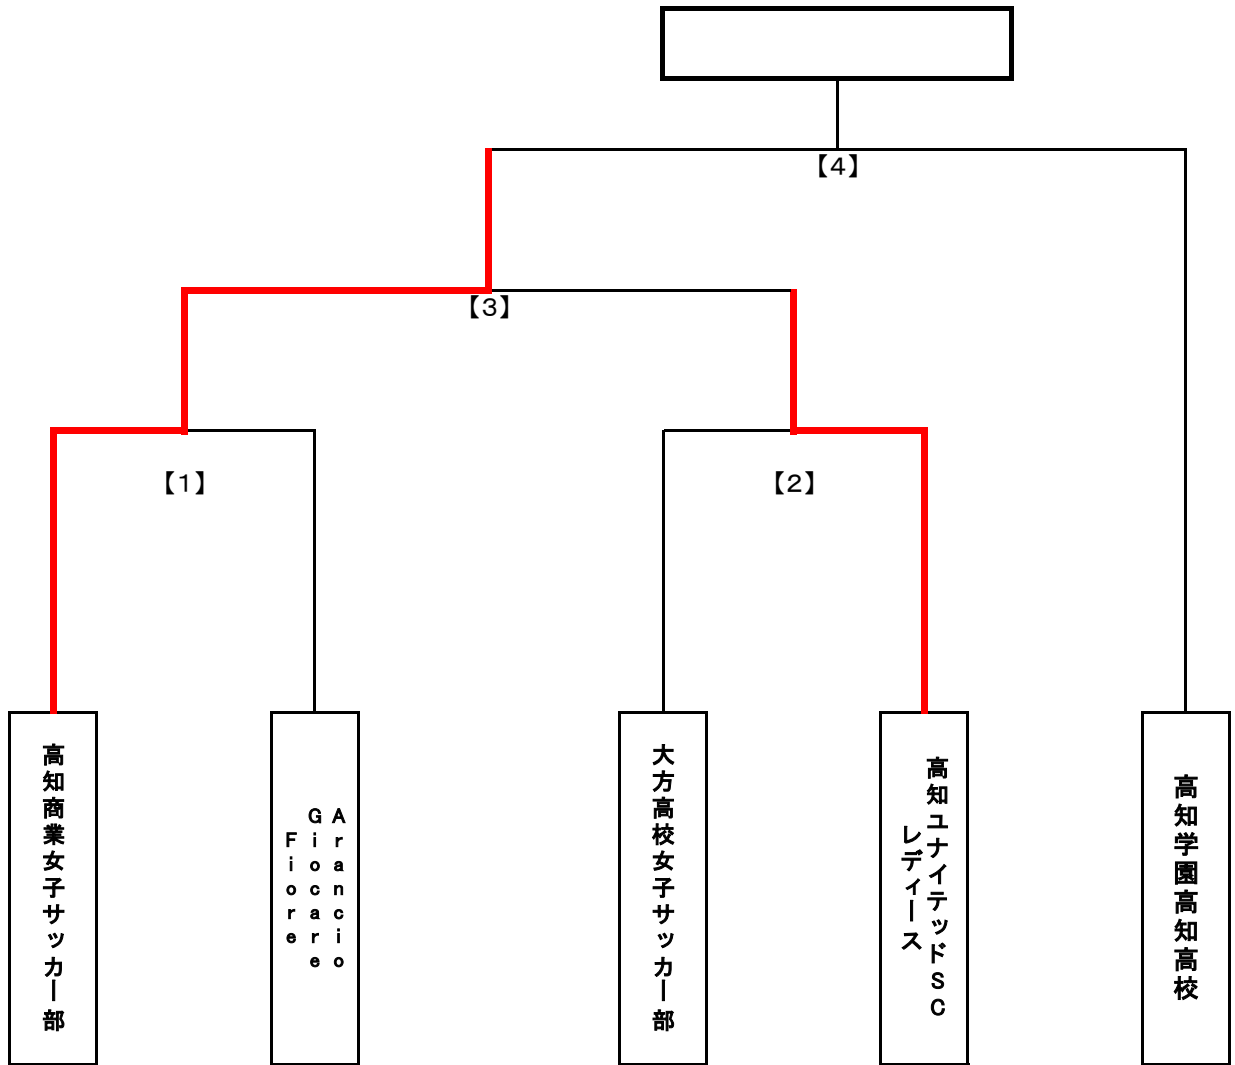 【4】
【3】
【1】
【2】
高知商業女子サッカー部
Arancio
Giocare
Fiore
大方高校女子サッカー部
高知ユナイテッドSC
レディース
高知学園高知高校